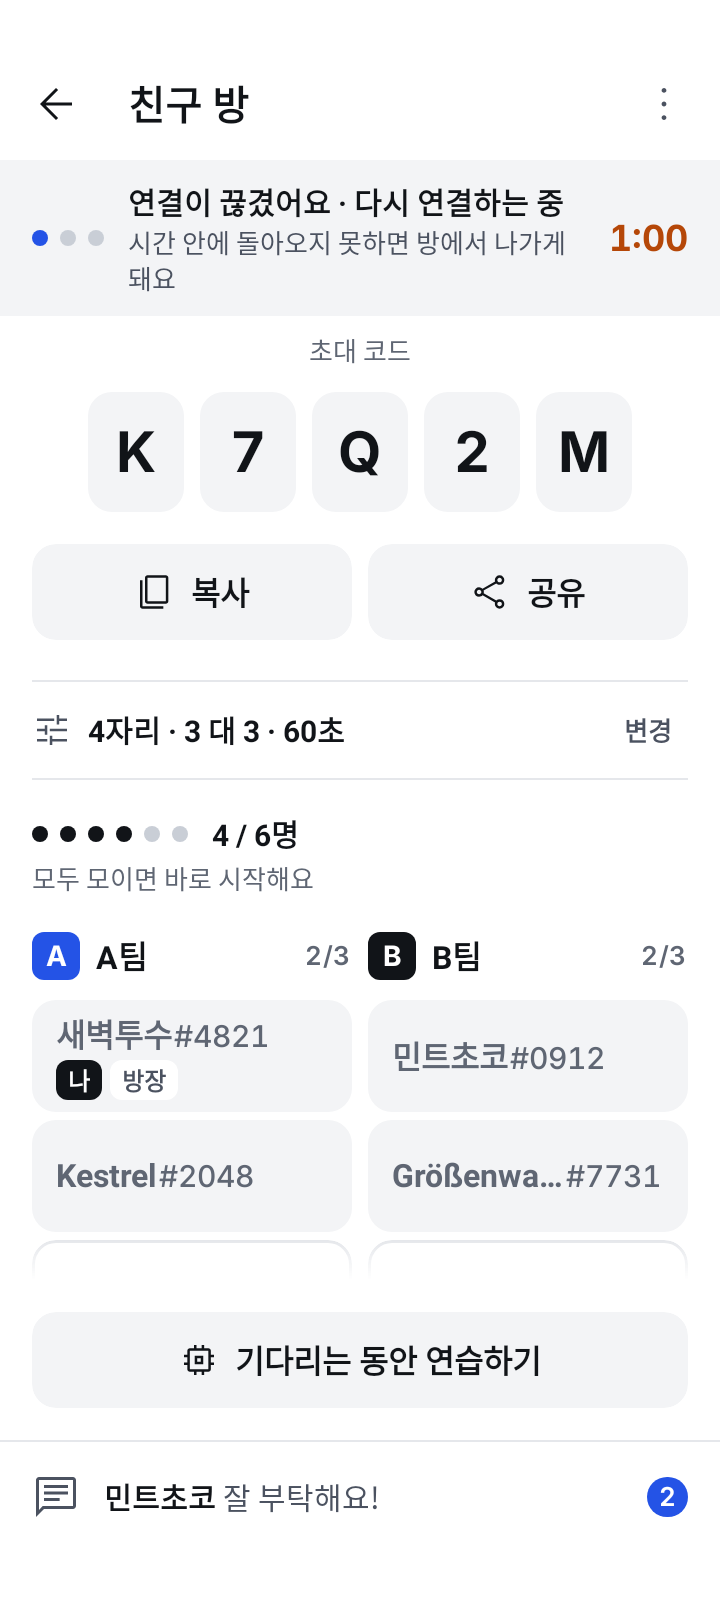 친구 방
연결이 끊겼어요 · 다시 연결하는 중
시간 안에 돌아오지 못하면 방에서 나가게
돼요
1:00
초대 코드
K 7 Q 2 M
복사
공유
4자리 · 3 대 3 · 60초
변경
4 / 6명
모두 모이면 바로 시작해요
A A팀 2/3
B B팀 2/3
새벽투수#4821
나 방장
민트초코#0912
Kestrel#2048
Größenwa…#7731
기다리는 동안 연습하기
민트초코 잘 부탁해요!
2